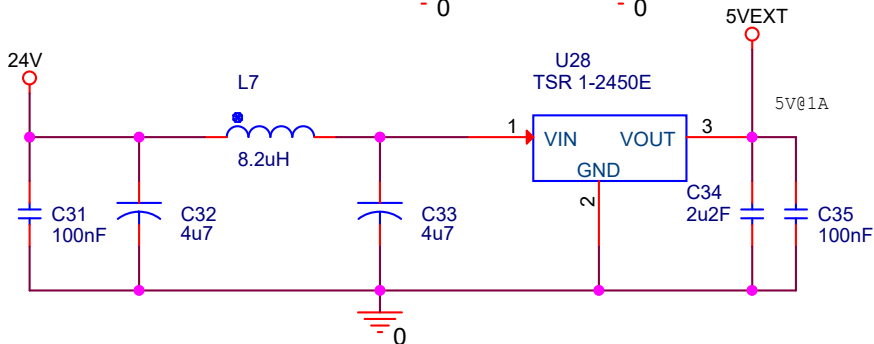 0
0
5VEXT
24V
L7
8.2uH
U28
TSR 1-2450E
5V@1A
1
VIN
VOUT
3
GND
2
C31
100nF
C32
4u7
C33
4u7
C34
2u2F
C35
100nF
0